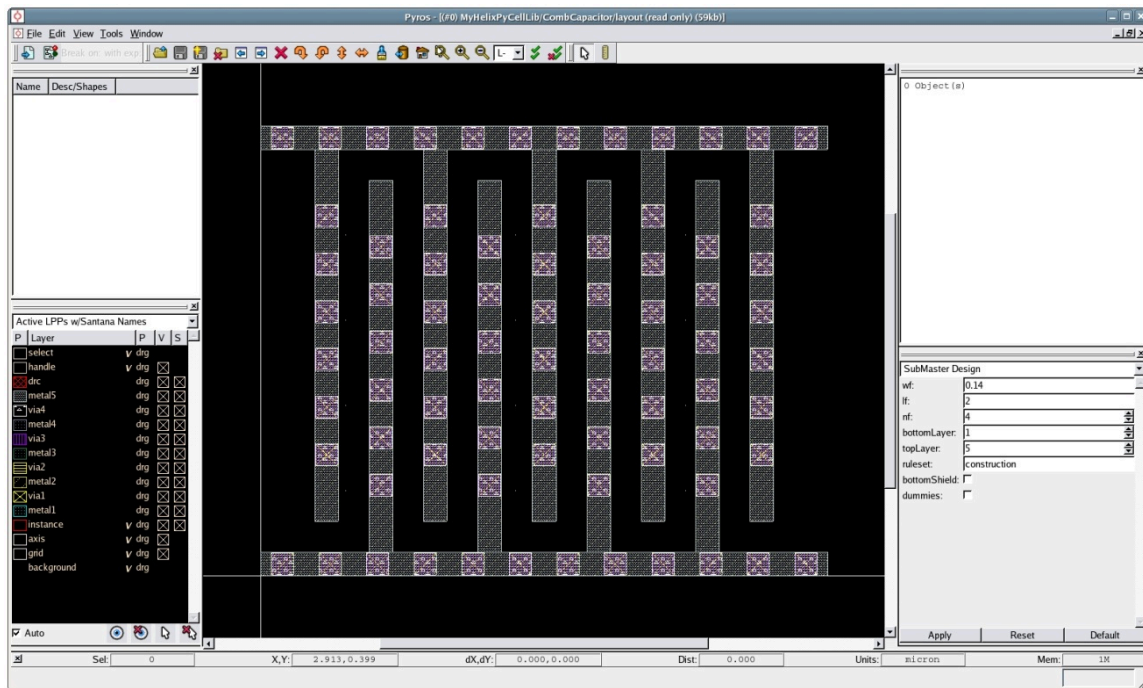 Pyros - [(#0) MyHelixPyCellLib/CombCapacitor/layout (read only) (59kb)]
File Edit View Tools Window
Break on: with exp
L-
Name Desc/Shapes
0 Object(s)
Active LPPs w/Santana Names
P Layer P V S
select v drg
handle v drg
drc drg
metal5 drg
via4 drg
metal4 drg
via3 drg
metal3 drg
via2 drg
metal2 drg
via1 drg
metal1 drg
instance v drg
axis v drg
grid v drg
background v drg
Auto
SubMaster Design
wf: 0.14
lf: 2
nf: 4
bottomLayer: 1
topLayer: 5
ruleset: construction
bottomShield:
dummies:
Apply Reset Default
Sel: 0 X,Y: 2.913,0.399 dX,dY: 0.000,0.000 Dist: 0.000 Units: micron Mem: 1M